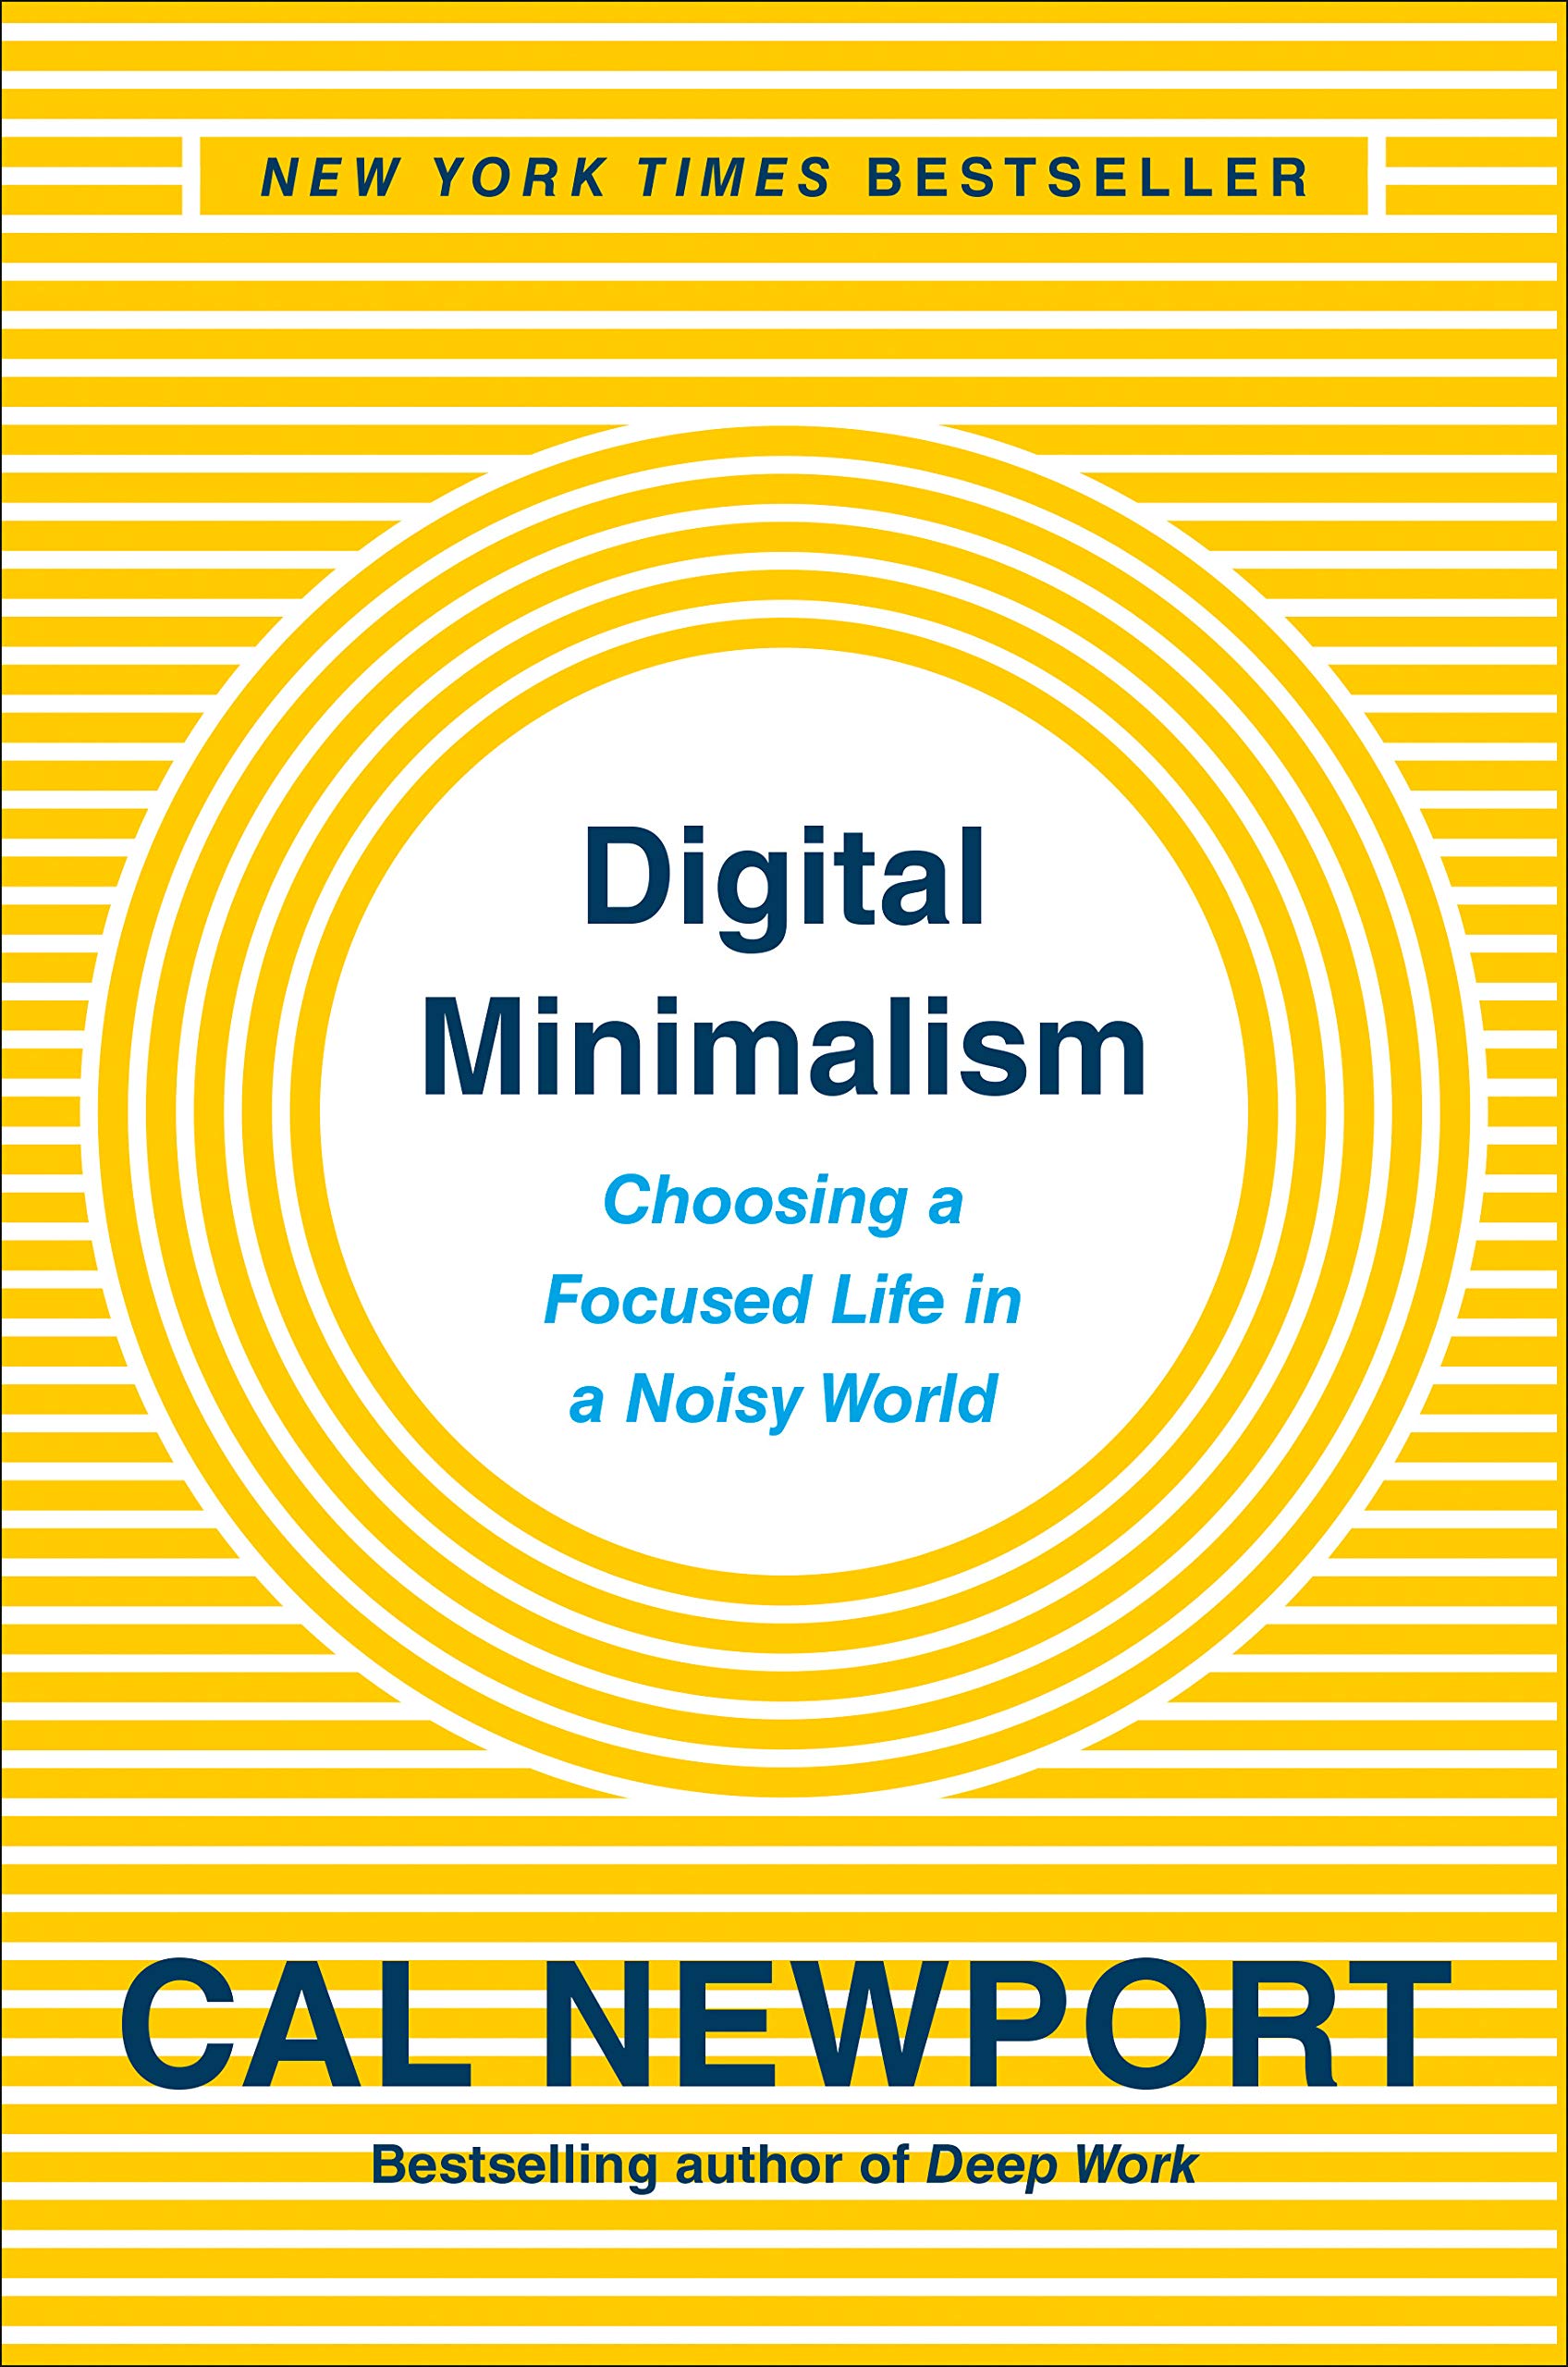 NEW YORK TIMES BESTSELLER
Digital
Minimalism
Choosing a
Focused Life in
a Noisy World
CAL NEWPORT
Bestselling author of Deep Work